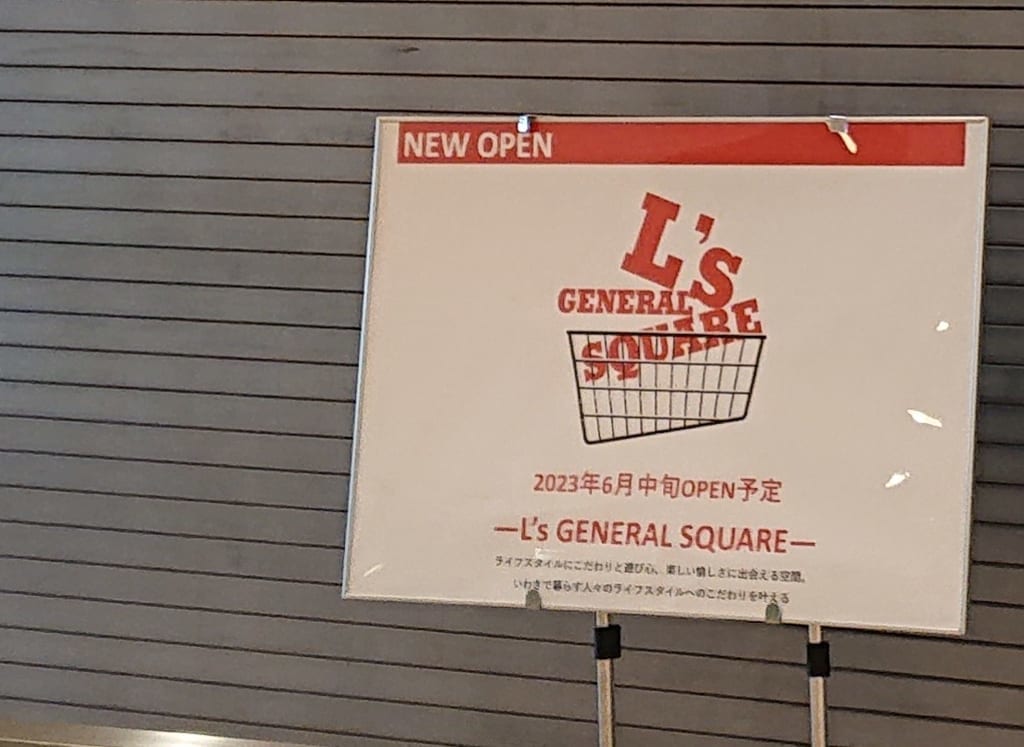 NEW OPEN
L's
GENERAL
SQUARE
2023年6月中旬OPEN予定
—L's GENERAL SQUARE—
ライフスタイルにこだわりと遊び心、楽しい愉しさに出会える空間。
いわきで暮らす人々のライフスタイルへのこだわりを叶える